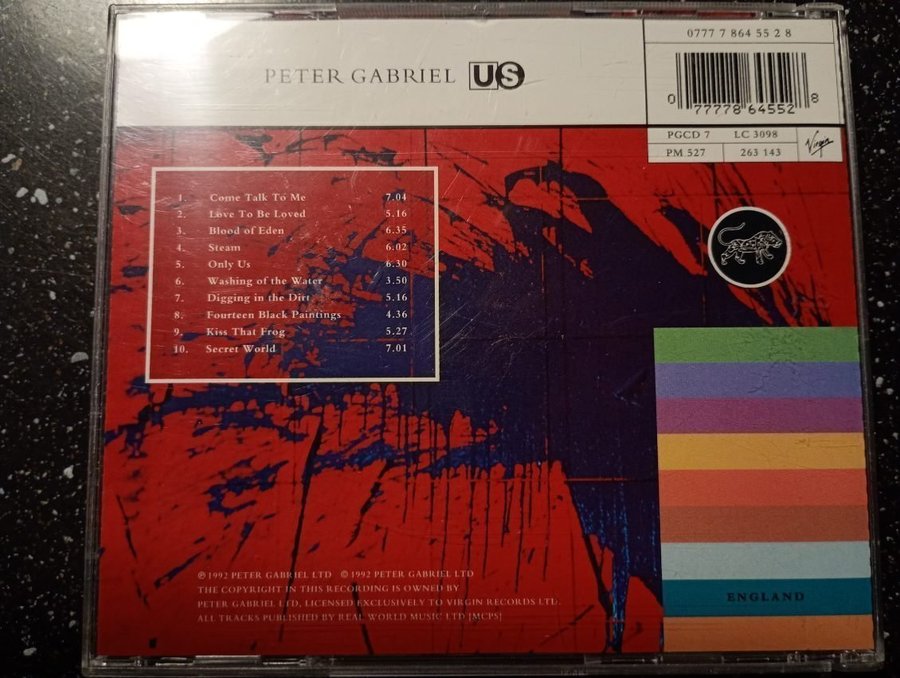 0777 7 864 55 2 8
PETER GABRIEL US
0 77778 64552 8
PGCD 7 LC 3098 Virgin
PM 527 263 143
1. Come Talk To Me 7.04
2. Love To Be Loved 5.16
3. Blood of Eden 6.35
4. Steam 6.02
5. Only Us 6.30
6. Washing of the Water 3.50
7. Digging in the Dirt 5.16
8. Fourteen Black Paintings 4.36
9. Kiss That Frog 5.27
10. Secret World 7.01
℗ 1992 PETER GABRIEL LTD © 1992 PETER GABRIEL LTD
THE COPYRIGHT IN THIS RECORDING IS OWNED BY
PETER GABRIEL LTD, LICENSED EXCLUSIVELY TO VIRGIN RECORDS LTD.
ALL TRACKS PUBLISHED BY REAL WORLD MUSIC LTD [MCPS]
ENGLAND